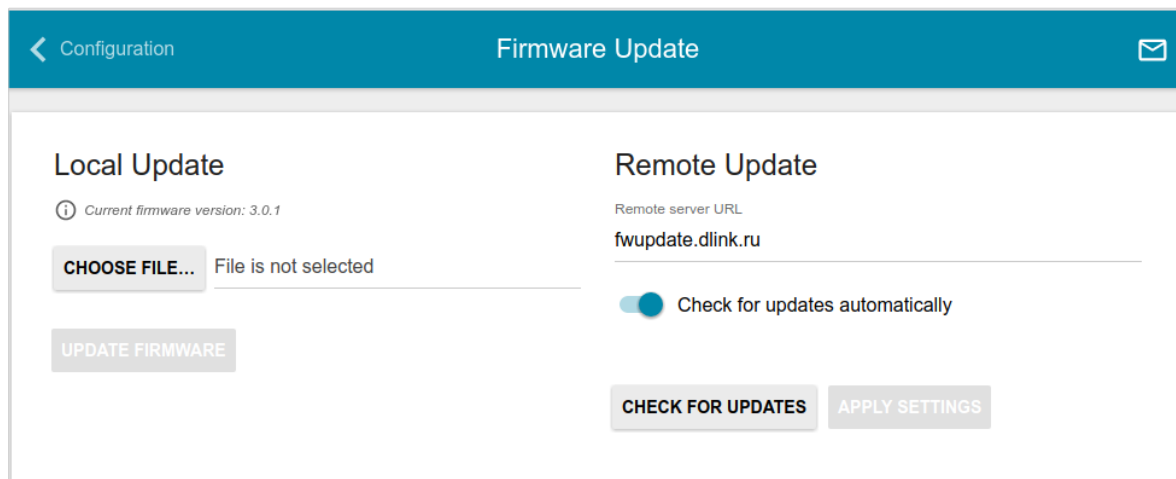 Configuration
Firmware Update
Local Update
Current firmware version: 3.0.1
CHOOSE FILE...
File is not selected
UPDATE FIRMWARE
Remote Update
Remote server URL
fwupdate.dlink.ru
Check for updates automatically
CHECK FOR UPDATES
APPLY SETTINGS